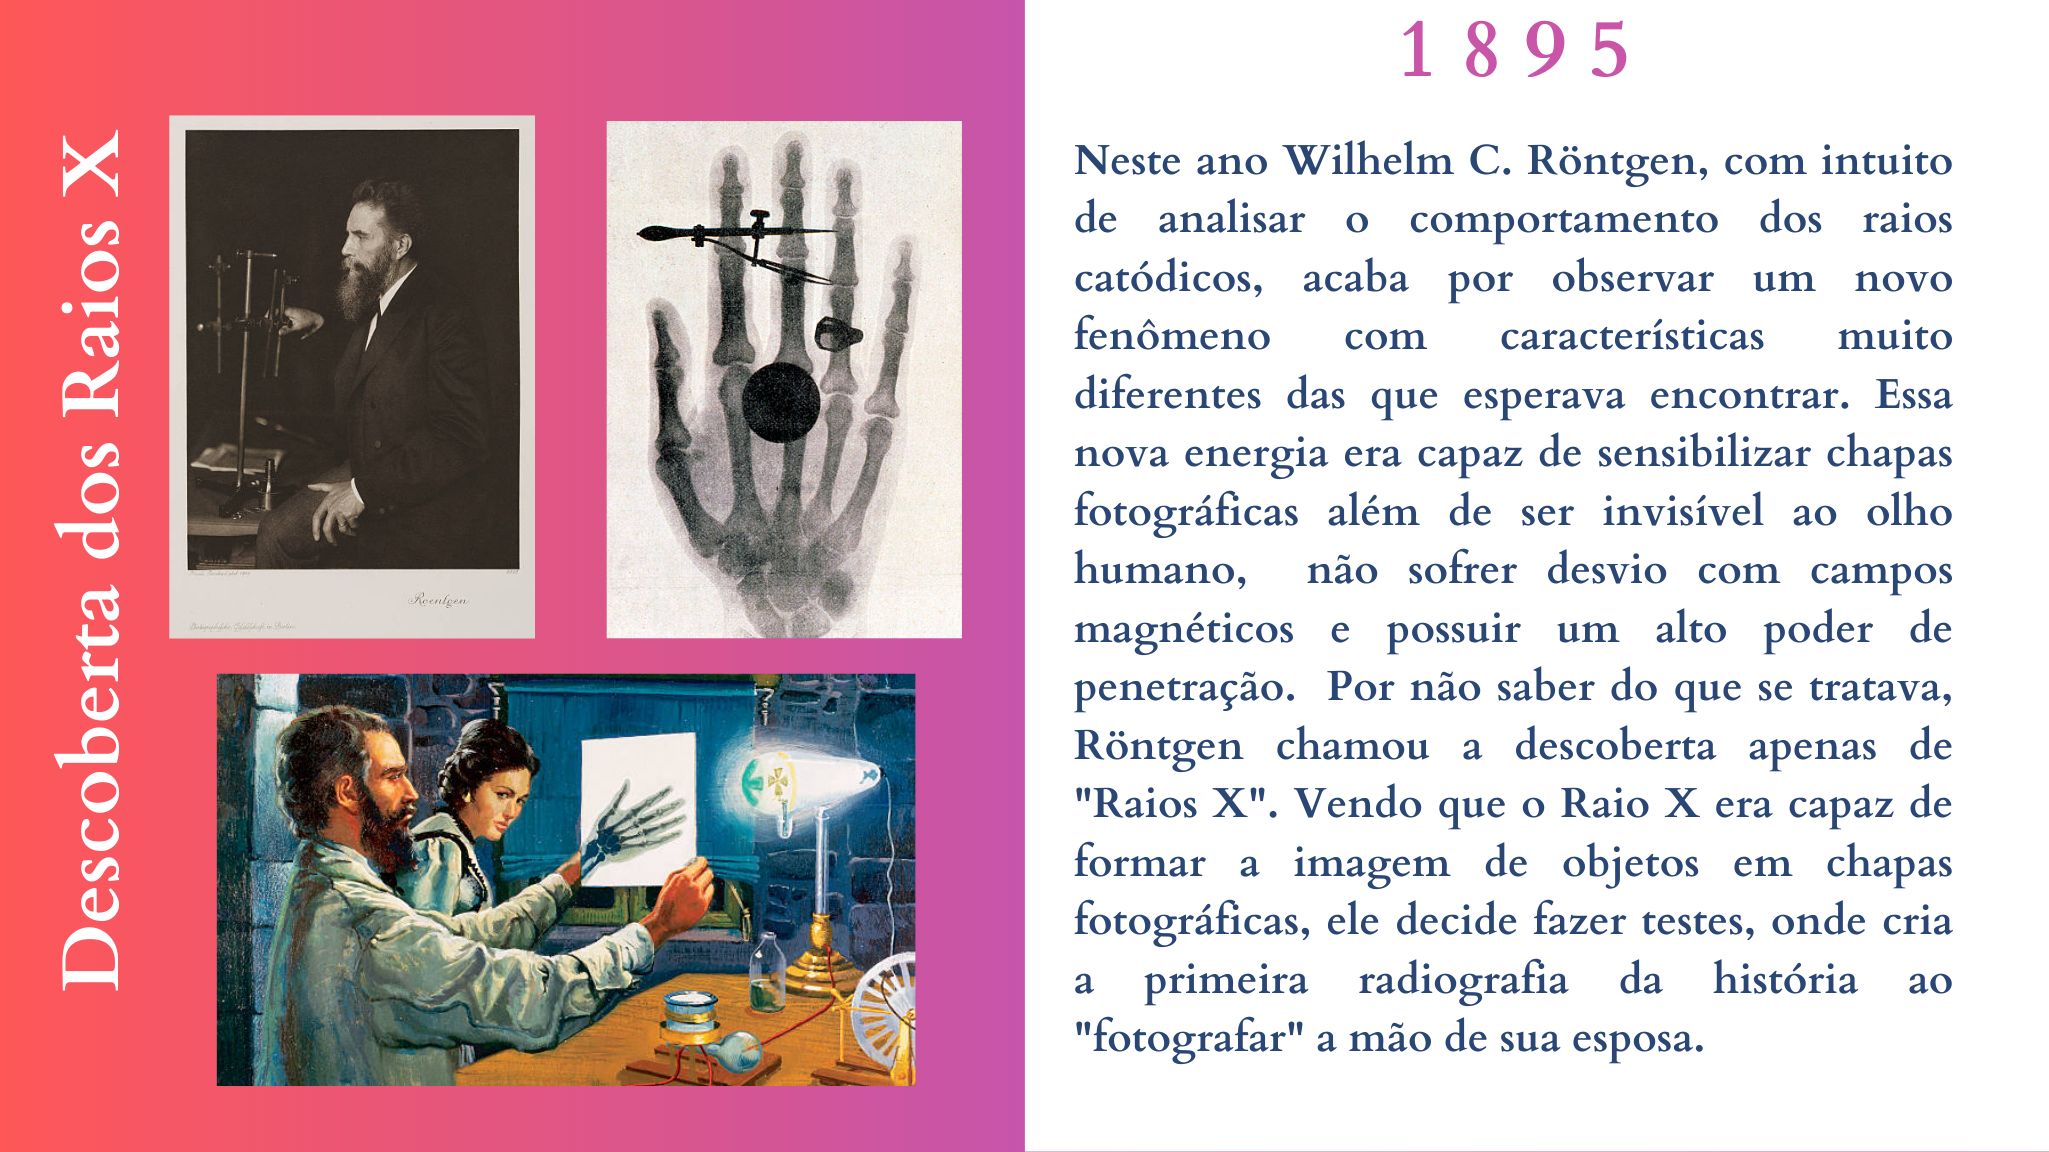 Descoberta dos Raios X
Roentgen
1895
Neste ano Wilhelm C. Röntgen, com intuito
de analisar o comportamento dos raios
catódicos, acaba por observar um novo
fenômeno com características muito
diferentes das que esperava encontrar. Essa
nova energia era capaz de sensibilizar chapas
fotográficas além de ser invisível ao olho
humano, não sofrer desvio com campos
magnéticos e possuir um alto poder de
penetração. Por não saber do que se tratava,
Röntgen chamou a descoberta apenas de
"Raios X". Vendo que o Raio X era capaz de
formar a imagem de objetos em chapas
fotográficas, ele decide fazer testes, onde cria
a primeira radiografia da história ao
"fotografar" a mão de sua esposa.